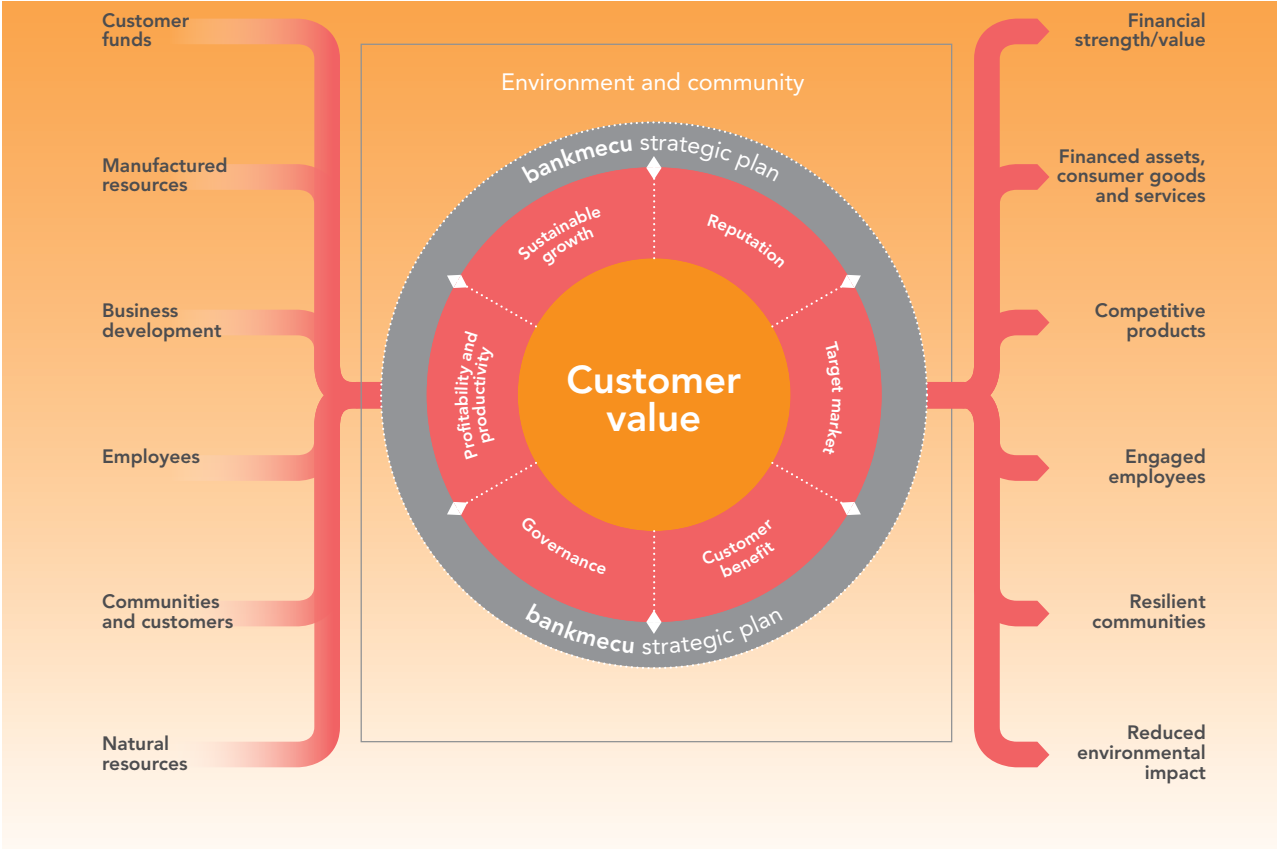 Customer
funds
Manufactured
resources
Business
development
Employees
Communities
and customers
Natural
resources
Environment and community
bankmecu strategic plan
Sustainable
growth
Reputation
Profitability and
productivity
Target market
Customer
value
Governance
Customer
benefit
bankmecu strategic plan
Financial
strength/value
Financed assets,
consumer goods
and services
Competitive
products
Engaged
employees
Resilient
communities
Reduced
environmental
impact